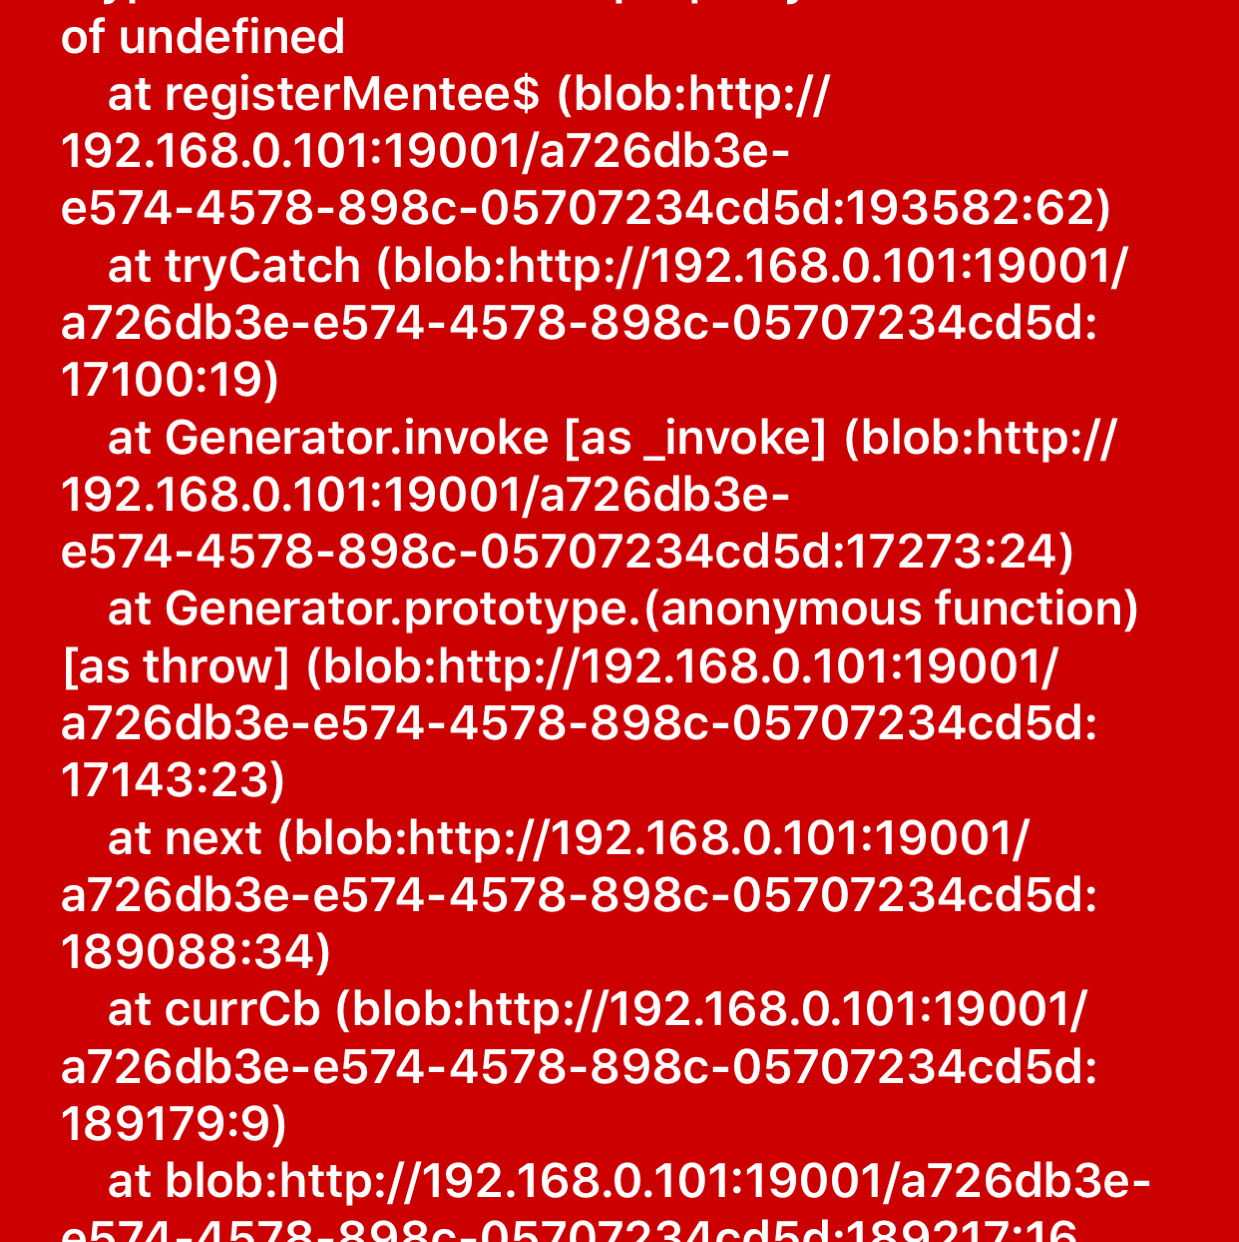 of undefined
at registerMentee$ (blob:http://
192.168.0.101:19001/a726db3e-
e574-4578-898c-05707234cd5d:193582:62)
at tryCatch (blob:http://192.168.0.101:19001/
a726db3e-e574-4578-898c-05707234cd5d:
17100:19)
at Generator.invoke [as _invoke] (blob:http://
192.168.0.101:19001/a726db3e-
e574-4578-898c-05707234cd5d:17273:24)
at Generator.prototype.(anonymous function)
[as throw] (blob:http://192.168.0.101:19001/
a726db3e-e574-4578-898c-05707234cd5d:
17143:23)
at next (blob:http://192.168.0.101:19001/
a726db3e-e574-4578-898c-05707234cd5d:
189088:34)
at currCb (blob:http://192.168.0.101:19001/
a726db3e-e574-4578-898c-05707234cd5d:
189179:9)
at blob:http://192.168.0.101:19001/a726db3e-
e574-4578-898c-05707234cd5d:189217:16